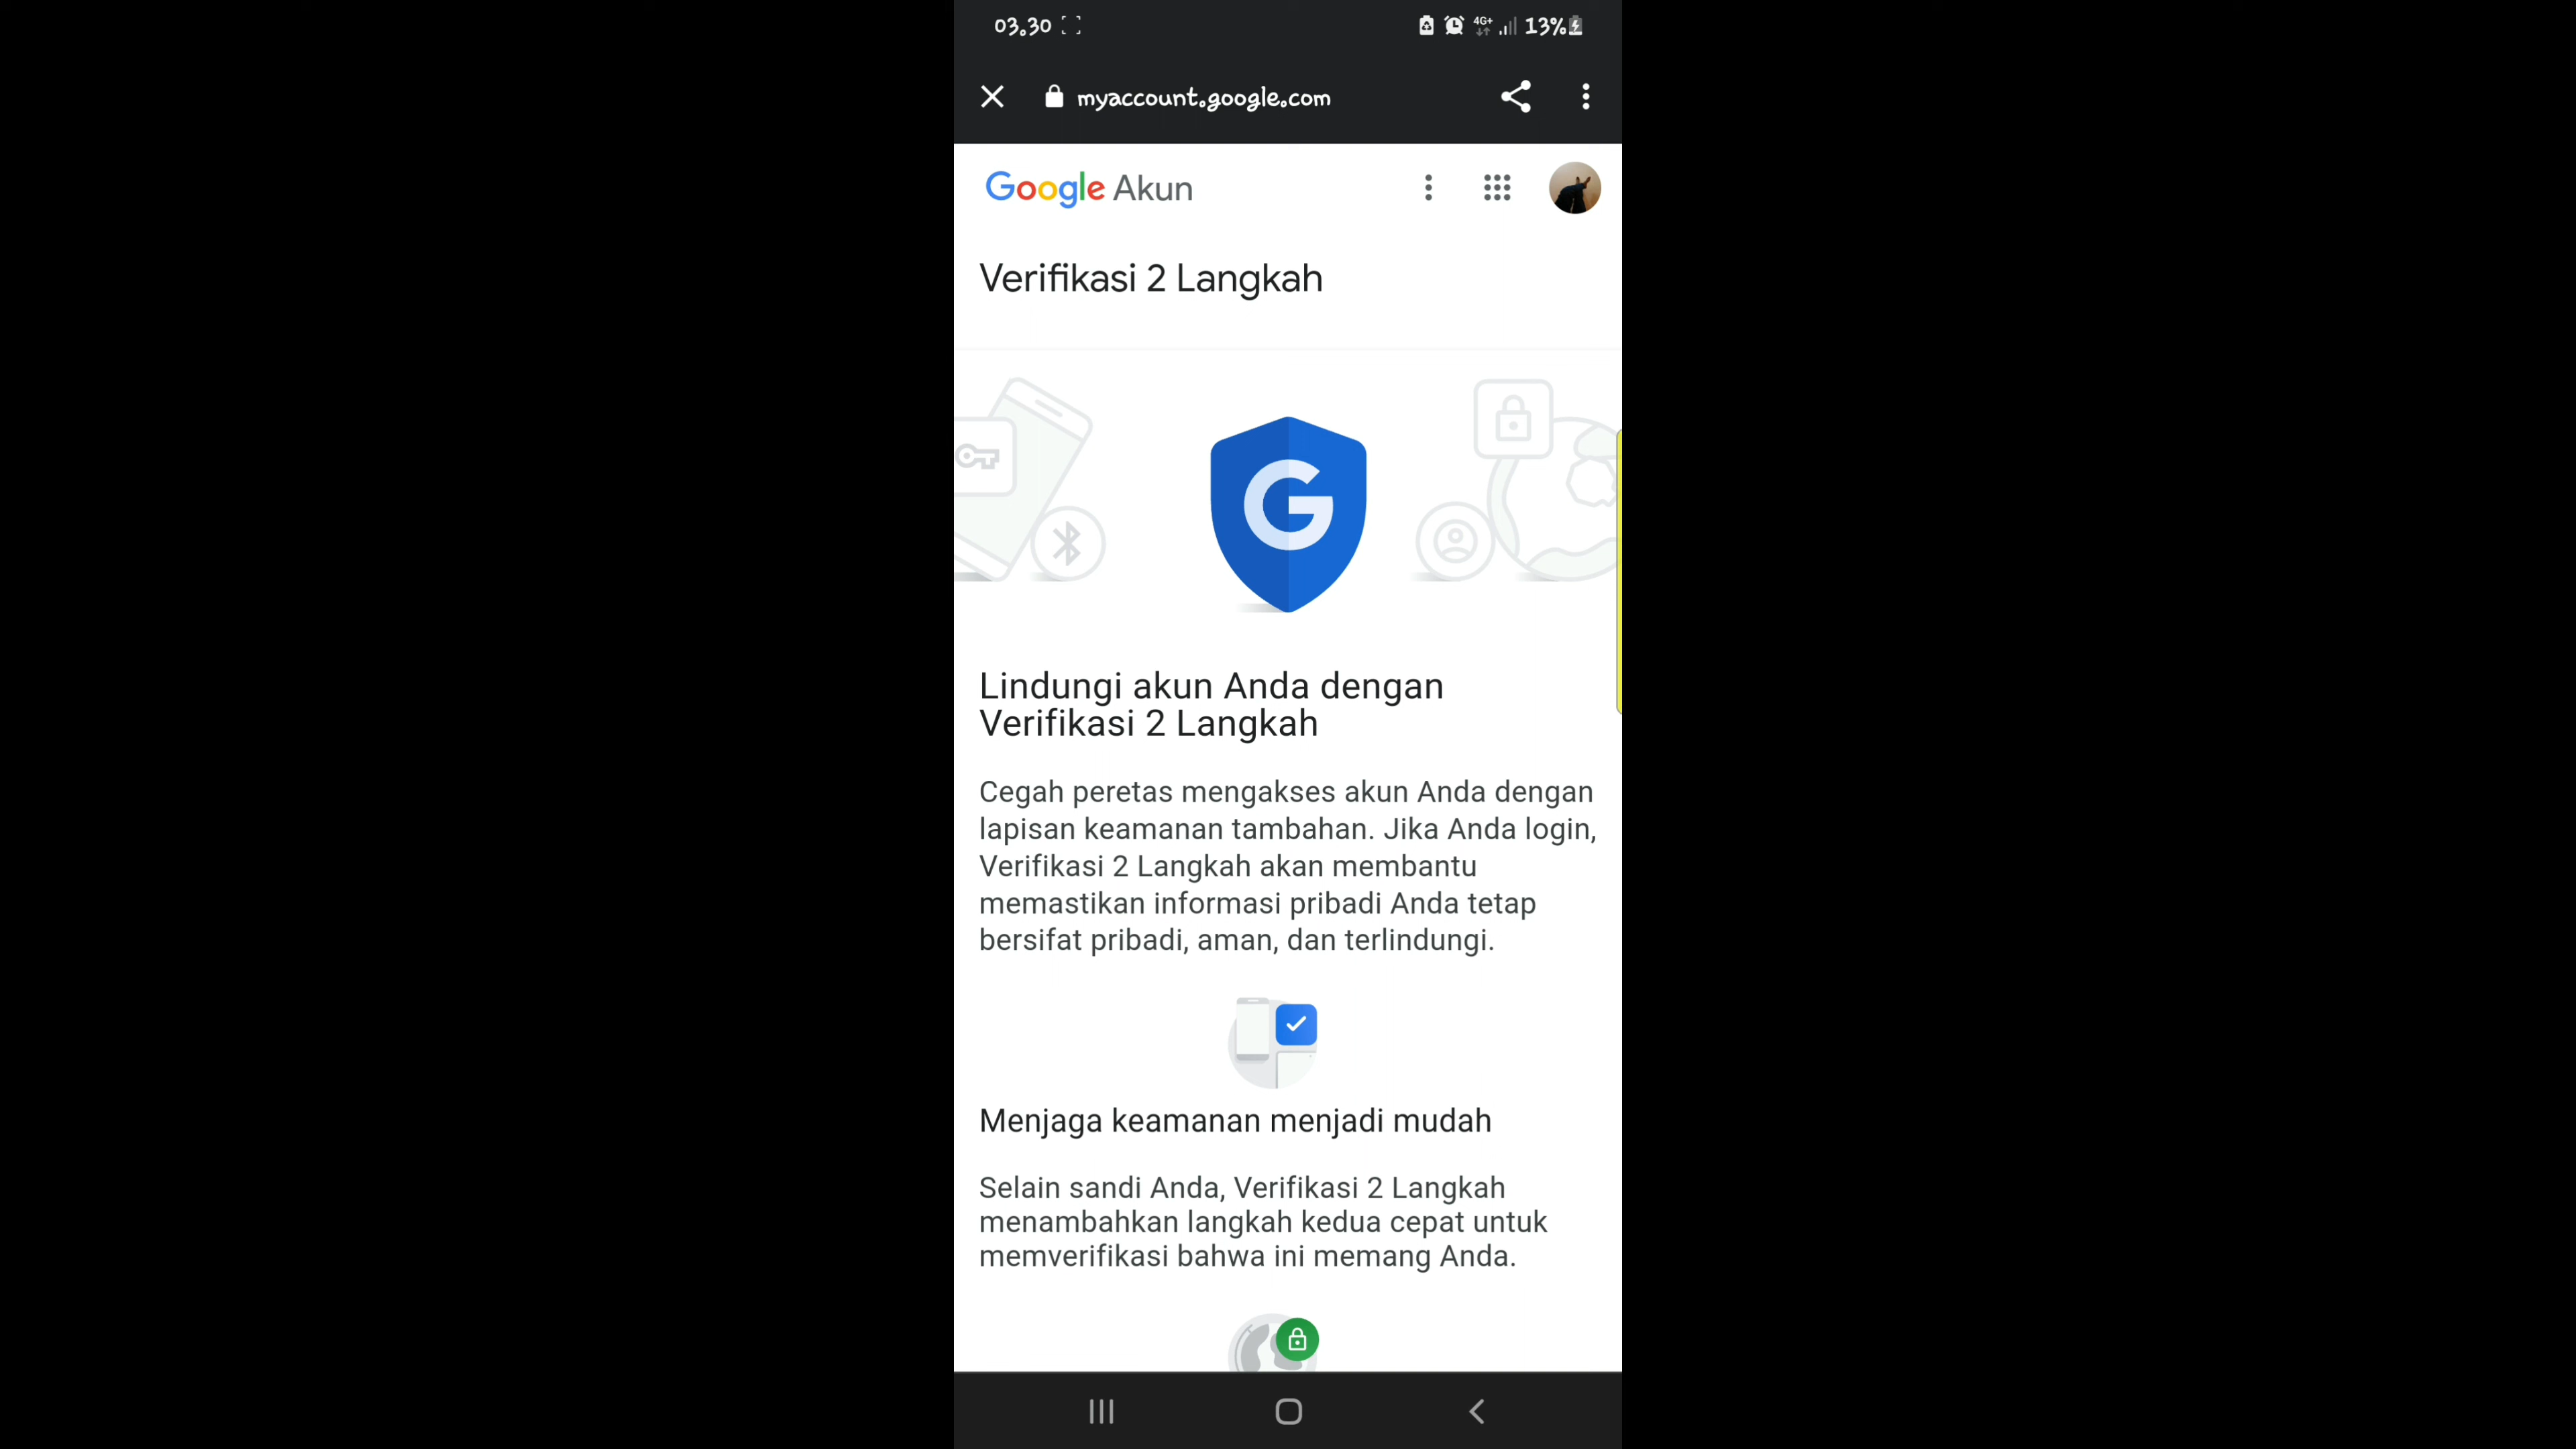 03.30
4G+
13%
myaccount.google.com
Google Akun
Verifikasi 2 Langkah
G
Lindungi akun Anda dengan
Verifikasi 2 Langkah
Cegah peretas mengakses akun Anda dengan
lapisan keamanan tambahan. Jika Anda login,
Verifikasi 2 Langkah akan membantu
memastikan informasi pribadi Anda tetap
bersifat pribadi, aman, dan terlindungi.
Menjaga keamanan menjadi mudah
Selain sandi Anda, Verifikasi 2 Langkah
menambahkan langkah kedua cepat untuk
memverifikasi bahwa ini memang Anda.